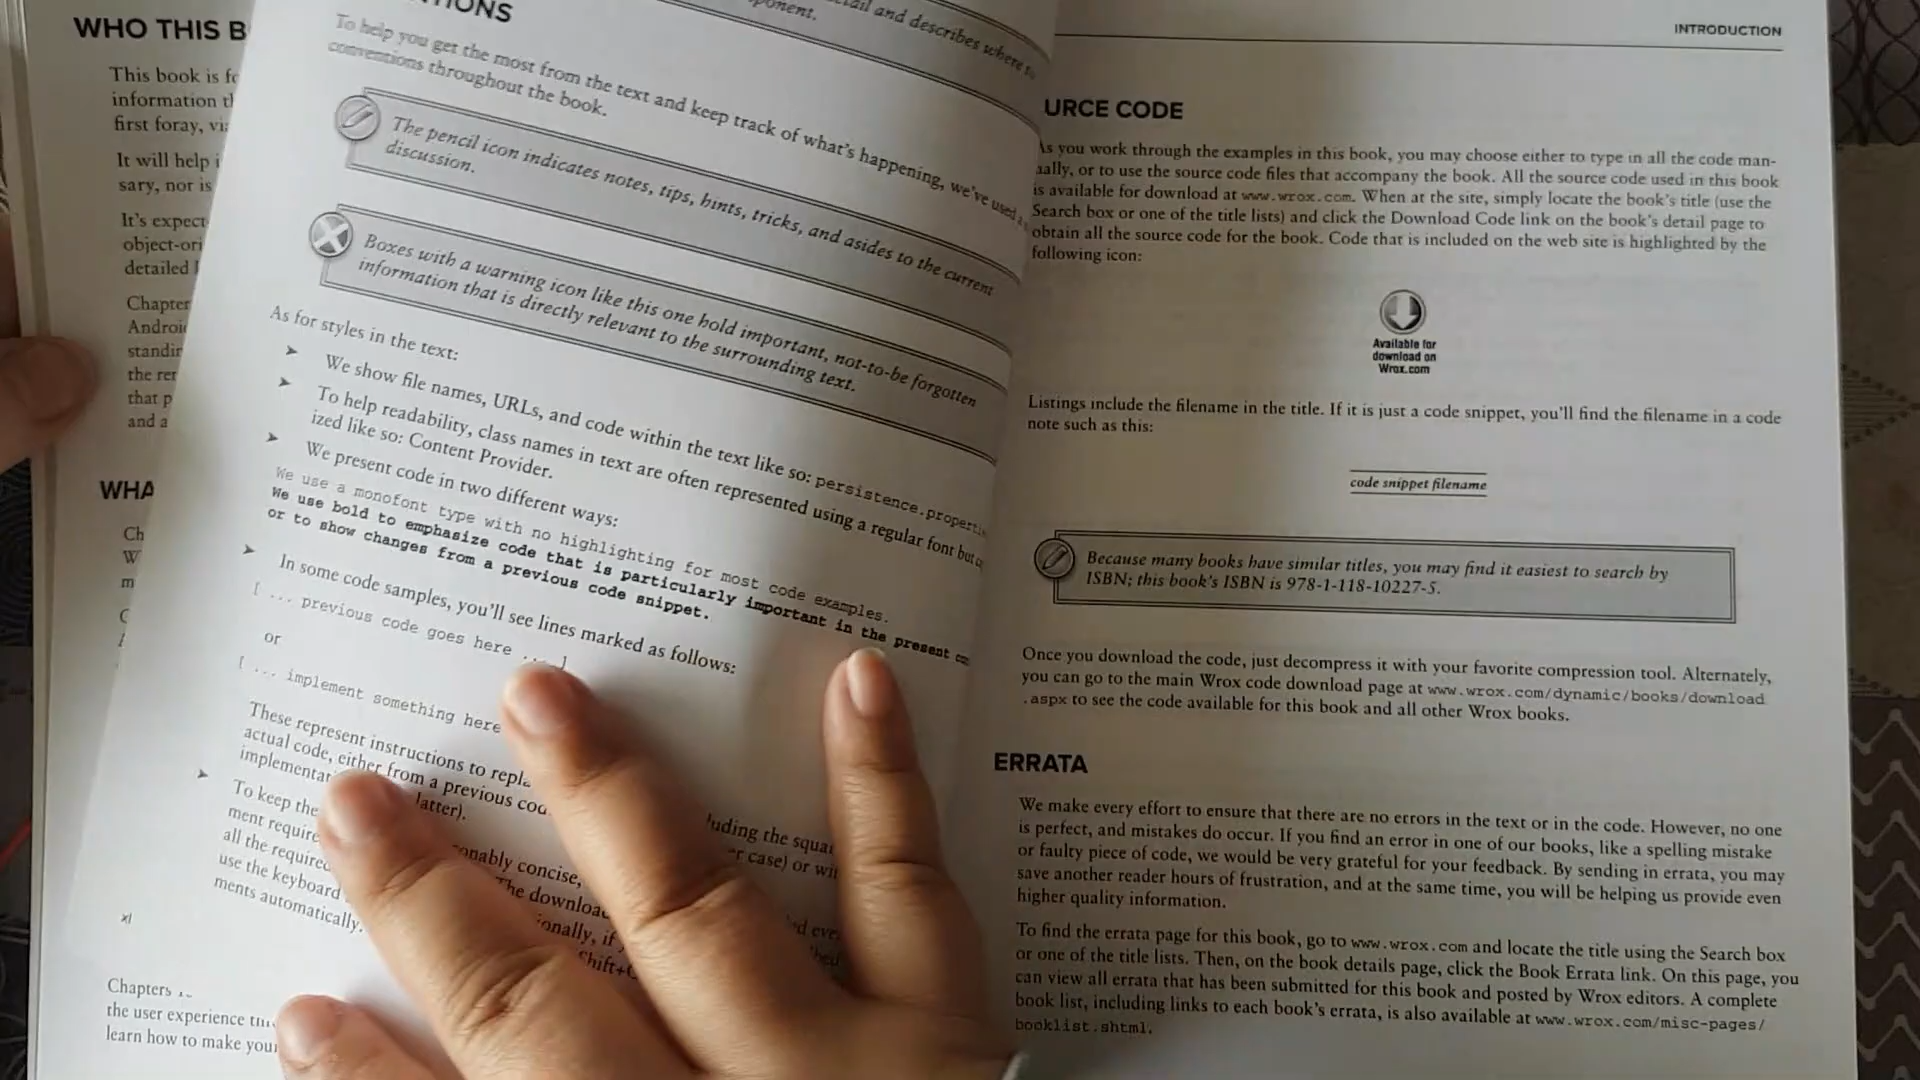 WHO THIS B
This book is fo
information th
first foray, via
It will help i
sary, nor is
It's expect
object-ori
detailed
Chapter
Android
standin
the rem
that p
and a
WHA
Ch
W
m
Chapters
the user experience
learn how to make your
TIONS
tail and describes where to
ponent.
To help you get the most from the text and keep track of what's happening, we've used a
conventions throughout the book.
The pencil icon indicates notes, tips, hints, tricks, and asides to the current
discussion.
Boxes with a warning icon like this one hold important, not-to-be forgotten
information that is directly relevant to the surrounding text.
As for styles in the text:
➤ We show file names, URLs, and code within the text like so: persistence.properti
➤ To help readability, class names in text are often represented using a regular font but c
ized like so: Content Provider.
➤ We present code in two different ways:
We use a monofont type with no highlighting for most code examples.
We use bold to emphasize code that is particularly important in the present co
or to show changes from a previous code snippet.
➤ In some code samples, you'll see lines marked as follows:
[ ... previous code goes here ... ]
or
[ ... implement something here
These represent instructions to repla
actual code, either from a previous cod
implementa latter).
luding the squa
r case) or wi
➤ To keep the onably concise,
ment require The downloa
all the required ionally, if
use the keyboard Shift+
ments automatically.
xl
INTRODUCTION
URCE CODE
As you work through the examples in this book, you may choose either to type in all the code man-
ually, or to use the source code files that accompany the book. All the source code used in this book
is available for download at www.wrox.com. When at the site, simply locate the book's title (use the
Search box or one of the title lists) and click the Download Code link on the book's detail page to
obtain all the source code for the book. Code that is included on the web site is highlighted by the
following icon:
Available for
download on
Wrox.com
Listings include the filename in the title. If it is just a code snippet, you'll find the filename in a code
note such as this:
code snippet filename
Because many books have similar titles, you may find it easiest to search by
ISBN; this book's ISBN is 978-1-118-10227-5.
Once you download the code, just decompress it with your favorite compression tool. Alternately,
you can go to the main Wrox code download page at www.wrox.com/dynamic/books/download
.aspx to see the code available for this book and all other Wrox books.
ERRATA
We make every effort to ensure that there are no errors in the text or in the code. However, no one
is perfect, and mistakes do occur. If you find an error in one of our books, like a spelling mistake
or faulty piece of code, we would be very grateful for your feedback. By sending in errata, you may
save another reader hours of frustration, and at the same time, you will be helping us provide even
higher quality information.
To find the errata page for this book, go to www.wrox.com and locate the title using the Search box
or one of the title lists. Then, on the book details page, click the Book Errata link. On this page, you
can view all errata that has been submitted for this book and posted by Wrox editors. A complete
book list, including links to each book's errata, is also available at www.wrox.com/misc-pages/
booklist.shtml.